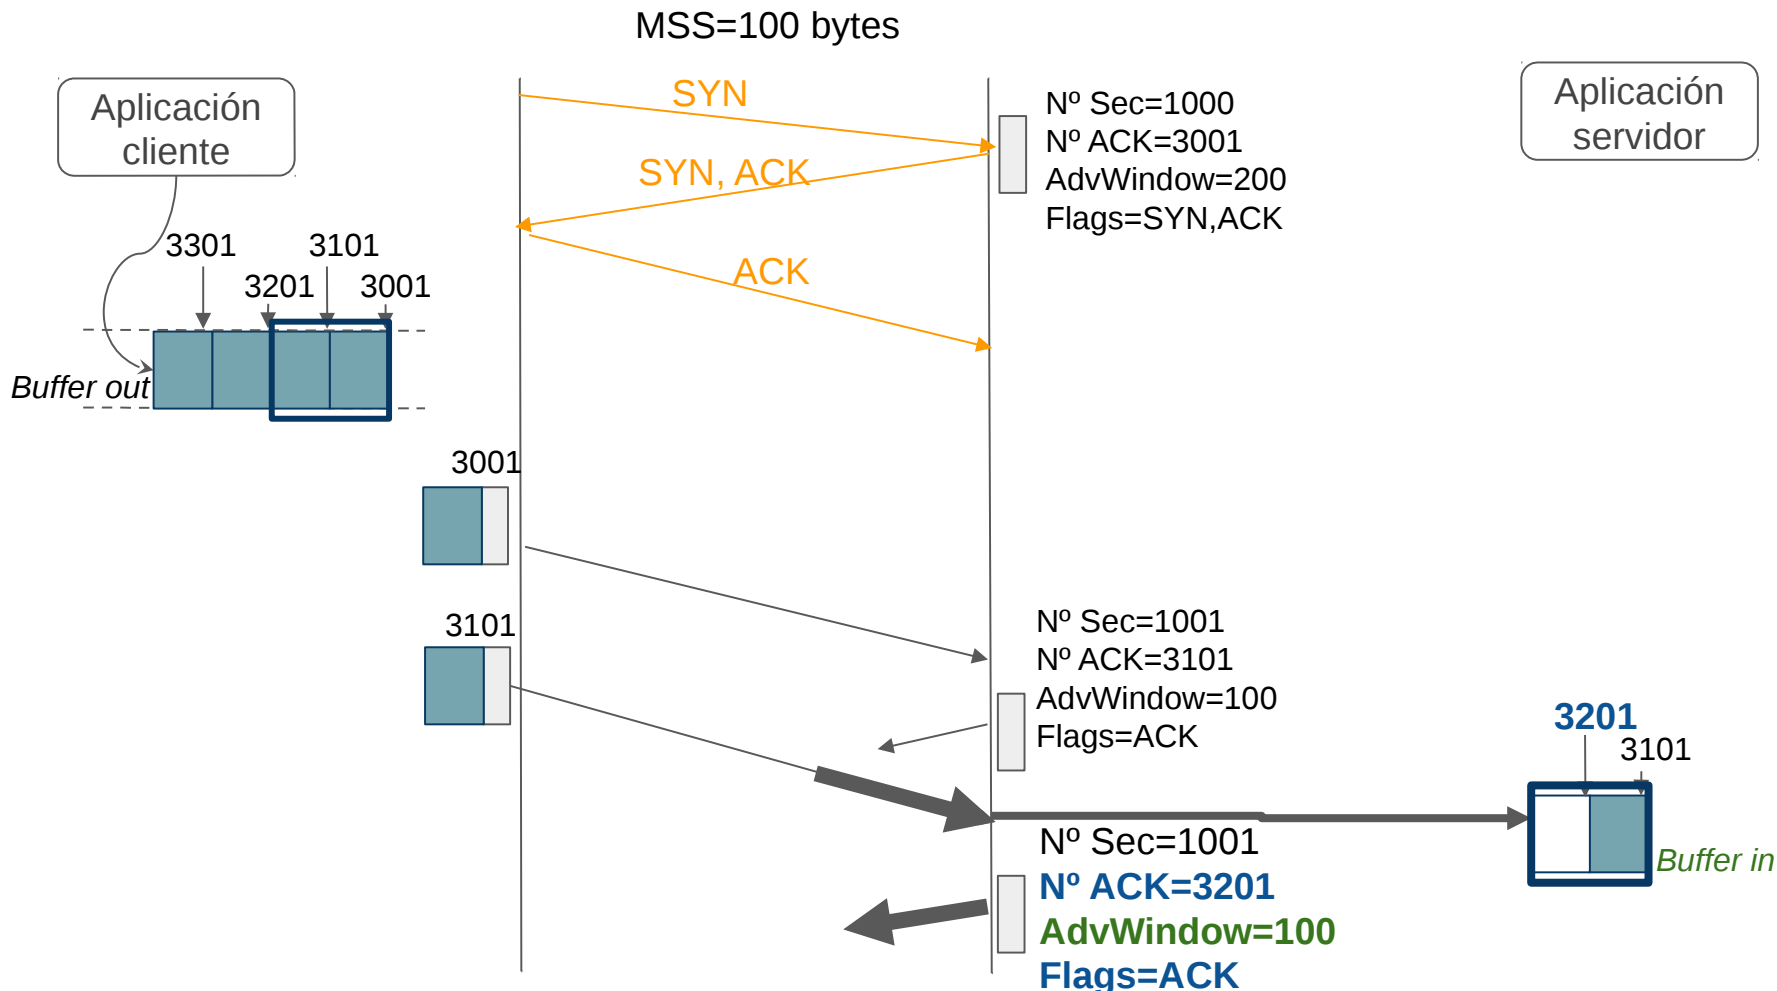 MSS=100 bytes
Aplicación
cliente
Aplicación
servidor
SYN
SYN, ACK
ACK
Nº Sec=1000
Nº ACK=3001
AdvWindow=200
Flags=SYN,ACK
3301
3101
3201
3001
Buffer out
3001
3101
Nº Sec=1001
Nº ACK=3101
AdvWindow=100
Flags=ACK
3201
3101
Buffer in
Nº Sec=1001
Nº ACK=3201
AdvWindow=100
Flags=ACK